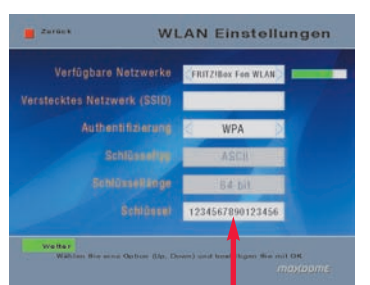 Zurück
WLAN Einstellungen
Verfügbare Netzwerke FRITZ!Box Fon WLAN
Verstecktes Netzwerk (SSID)
Authentifizierung WPA
Schlüsseltyp ASCII
Schlüssellänge 64 bit
Schlüssel 1234567890123456
Weiter
Wählen Sie eine Option (Up, Down) und bestätigen Sie mit OK
maxdome